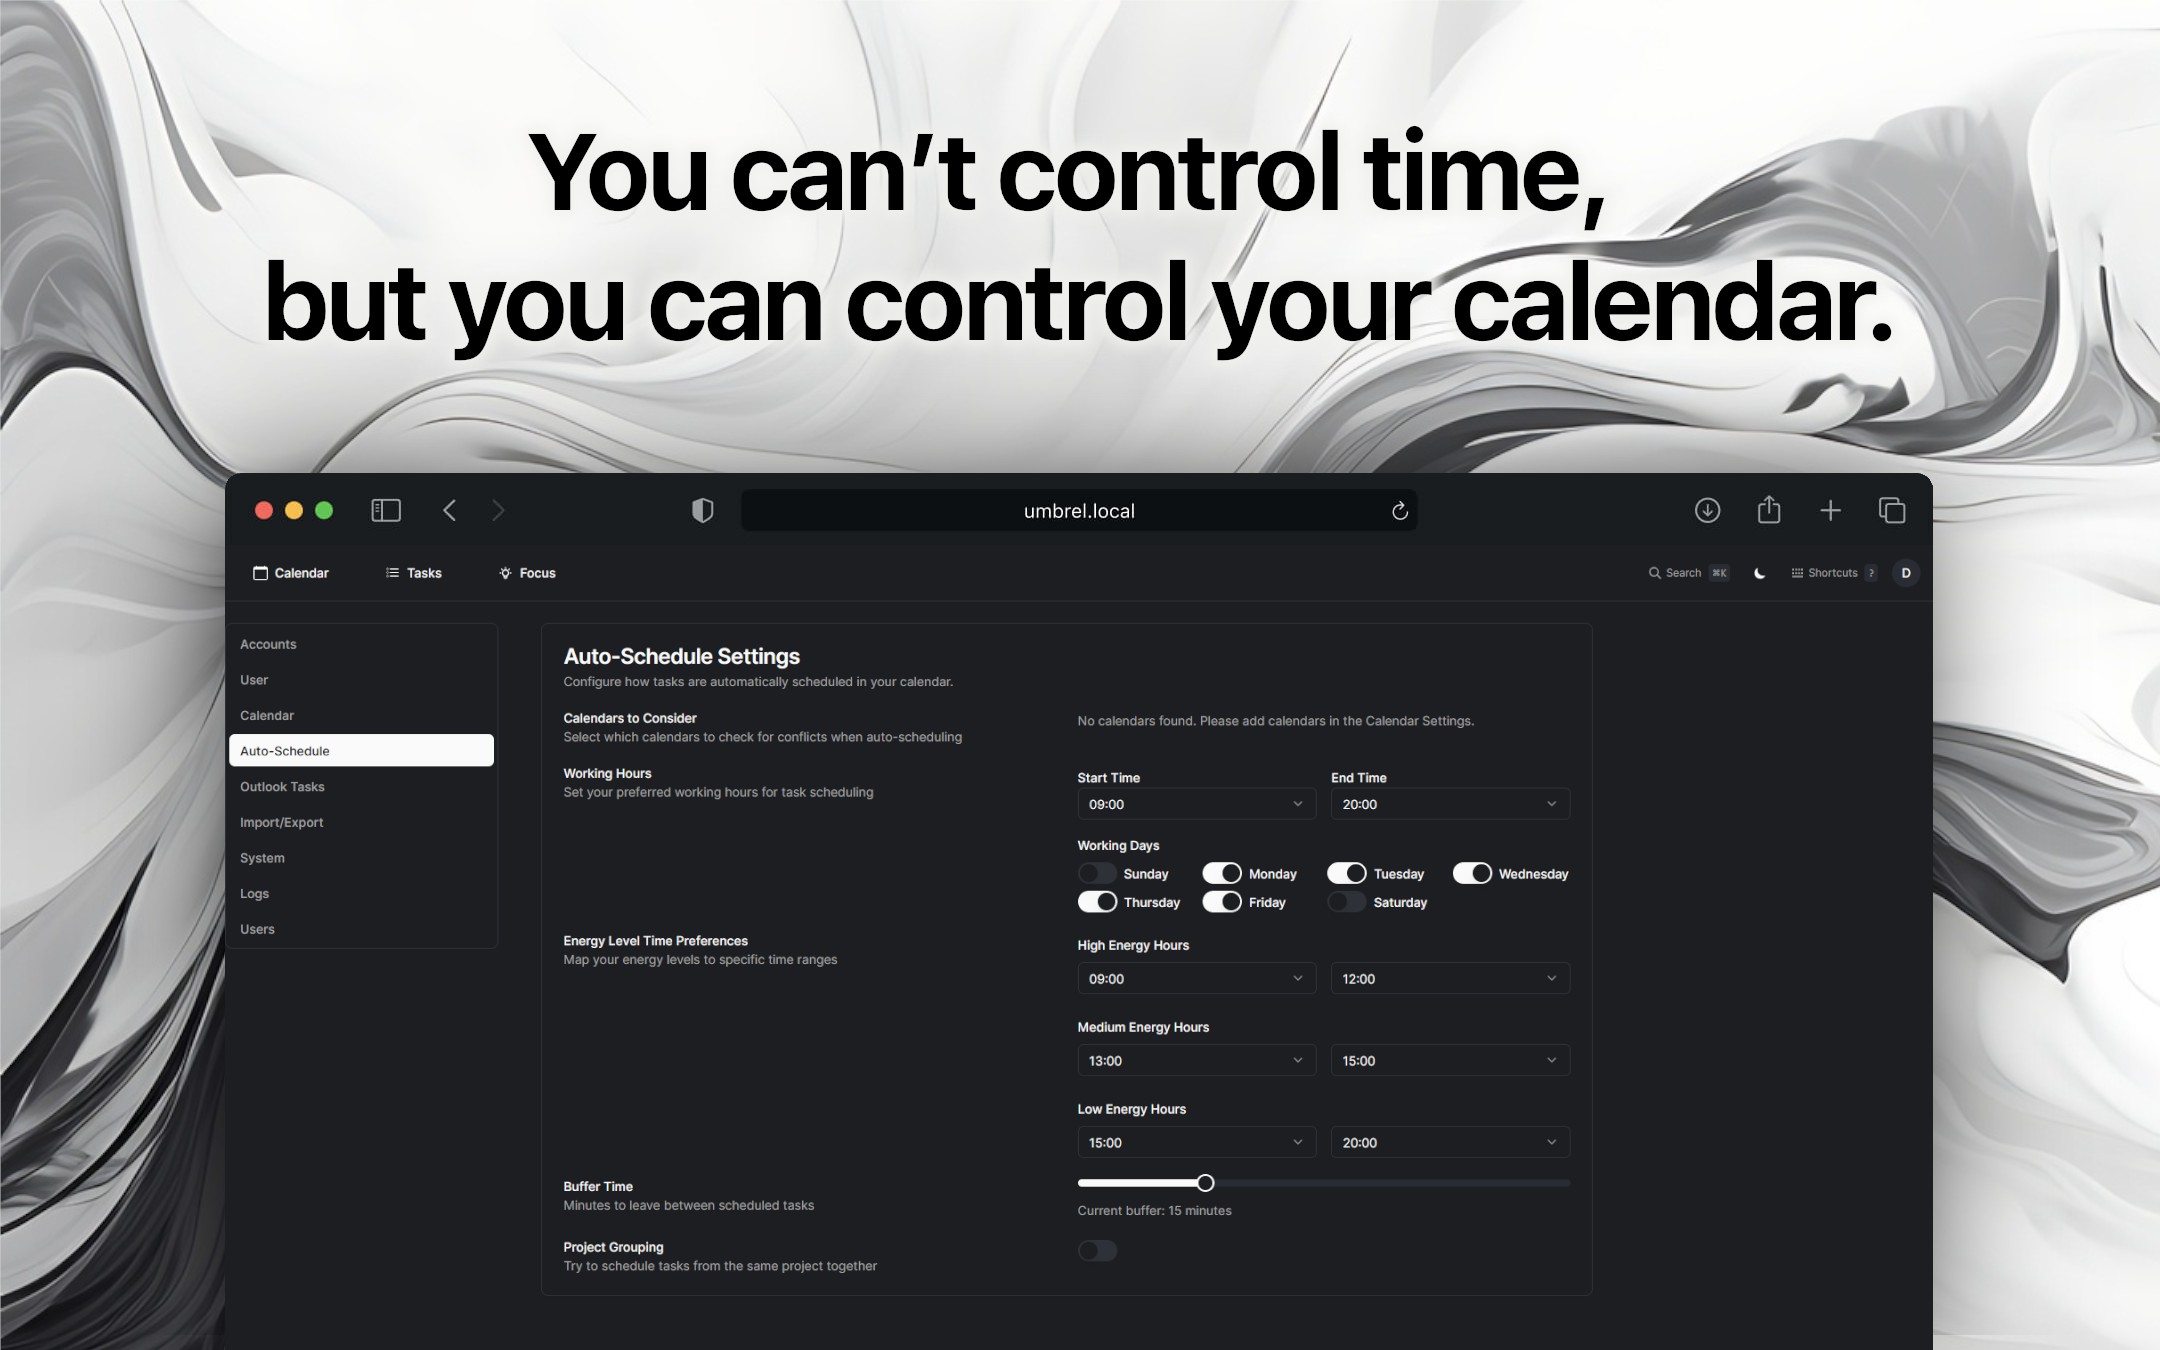 You can’t control time,
but you can control your calendar.
umbrel.local
Calendar Tasks Focus Search ⌘K Shortcuts ? D
Accounts
User
Calendar
Auto-Schedule
Outlook Tasks
Import/Export
System
Logs
Users
Auto-Schedule Settings
Configure how tasks are automatically scheduled in your calendar.
Calendars to Consider
Select which calendars to check for conflicts when auto-scheduling
No calendars found. Please add calendars in the Calendar Settings.
Working Hours
Set your preferred working hours for task scheduling
Start Time End Time
09:00 20:00
Working Days
Sunday Monday Tuesday Wednesday
Thursday Friday Saturday
Energy Level Time Preferences
Map your energy levels to specific time ranges
High Energy Hours
09:00 12:00
Medium Energy Hours
13:00 15:00
Low Energy Hours
15:00 20:00
Buffer Time
Minutes to leave between scheduled tasks
Current buffer: 15 minutes
Project Grouping
Try to schedule tasks from the same project together